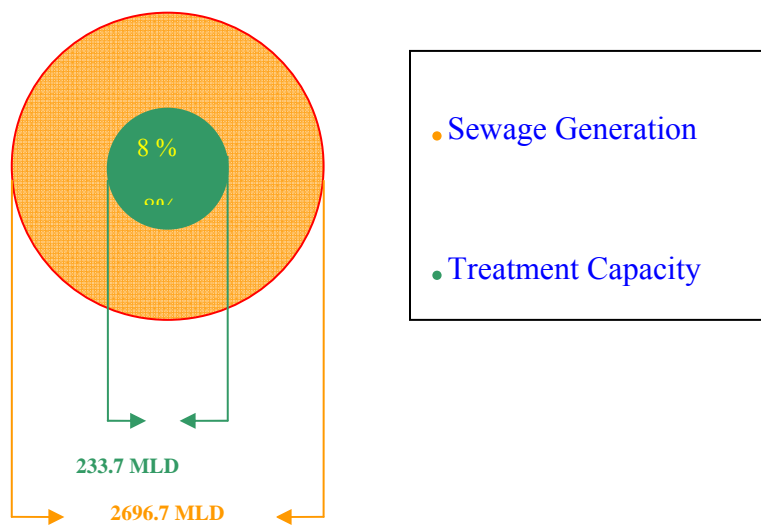 8 %
Sewage Generation
Treatment Capacity
233.7 MLD
2696.7 MLD